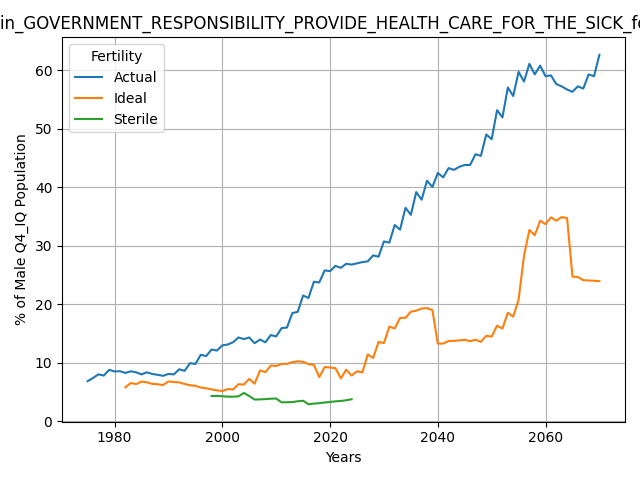 in_GOVERNMENT_RESPONSIBILITY_PROVIDE_HEALTH_CARE_FOR_THE_SICK_fe
Fertility
Actual
Ideal
Sterile
% of Male Q4_IQ Population
60
50
40
30
20
10
0
1980 2000 2020 2040 2060
Years